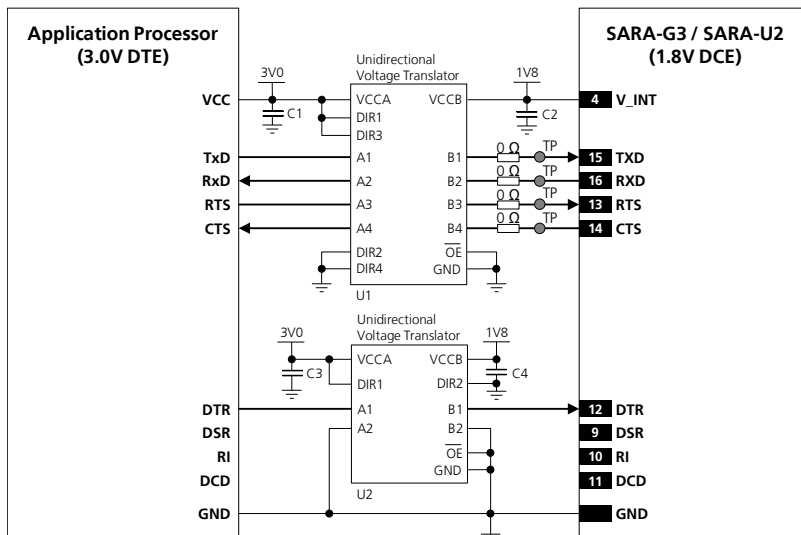 Application Processor
(3.0V DTE)
SARA-G3 / SARA-U2
(1.8V DCE)
Unidirectional
Voltage Translator
3V0
1V8
VCC
VCCA
VCCB
4
V_INT
C1
DIR1
C2
DIR3
0 Ω
TP
TxD
A1
B1
15
TXD
0 Ω
TP
RxD
A2
B2
16
RXD
0 Ω
TP
RTS
A3
B3
13
RTS
0 Ω
TP
CTS
A4
B4
14
CTS
DIR2
OE
DIR4
GND
U1
Unidirectional
Voltage Translator
3V0
1V8
VCCA
VCCB
C3
DIR1
DIR2
C4
DTR
A1
B1
12
DTR
DSR
A2
B2
9
DSR
RI
OE
10
RI
GND
DCD
11
DCD
U2
GND
GND